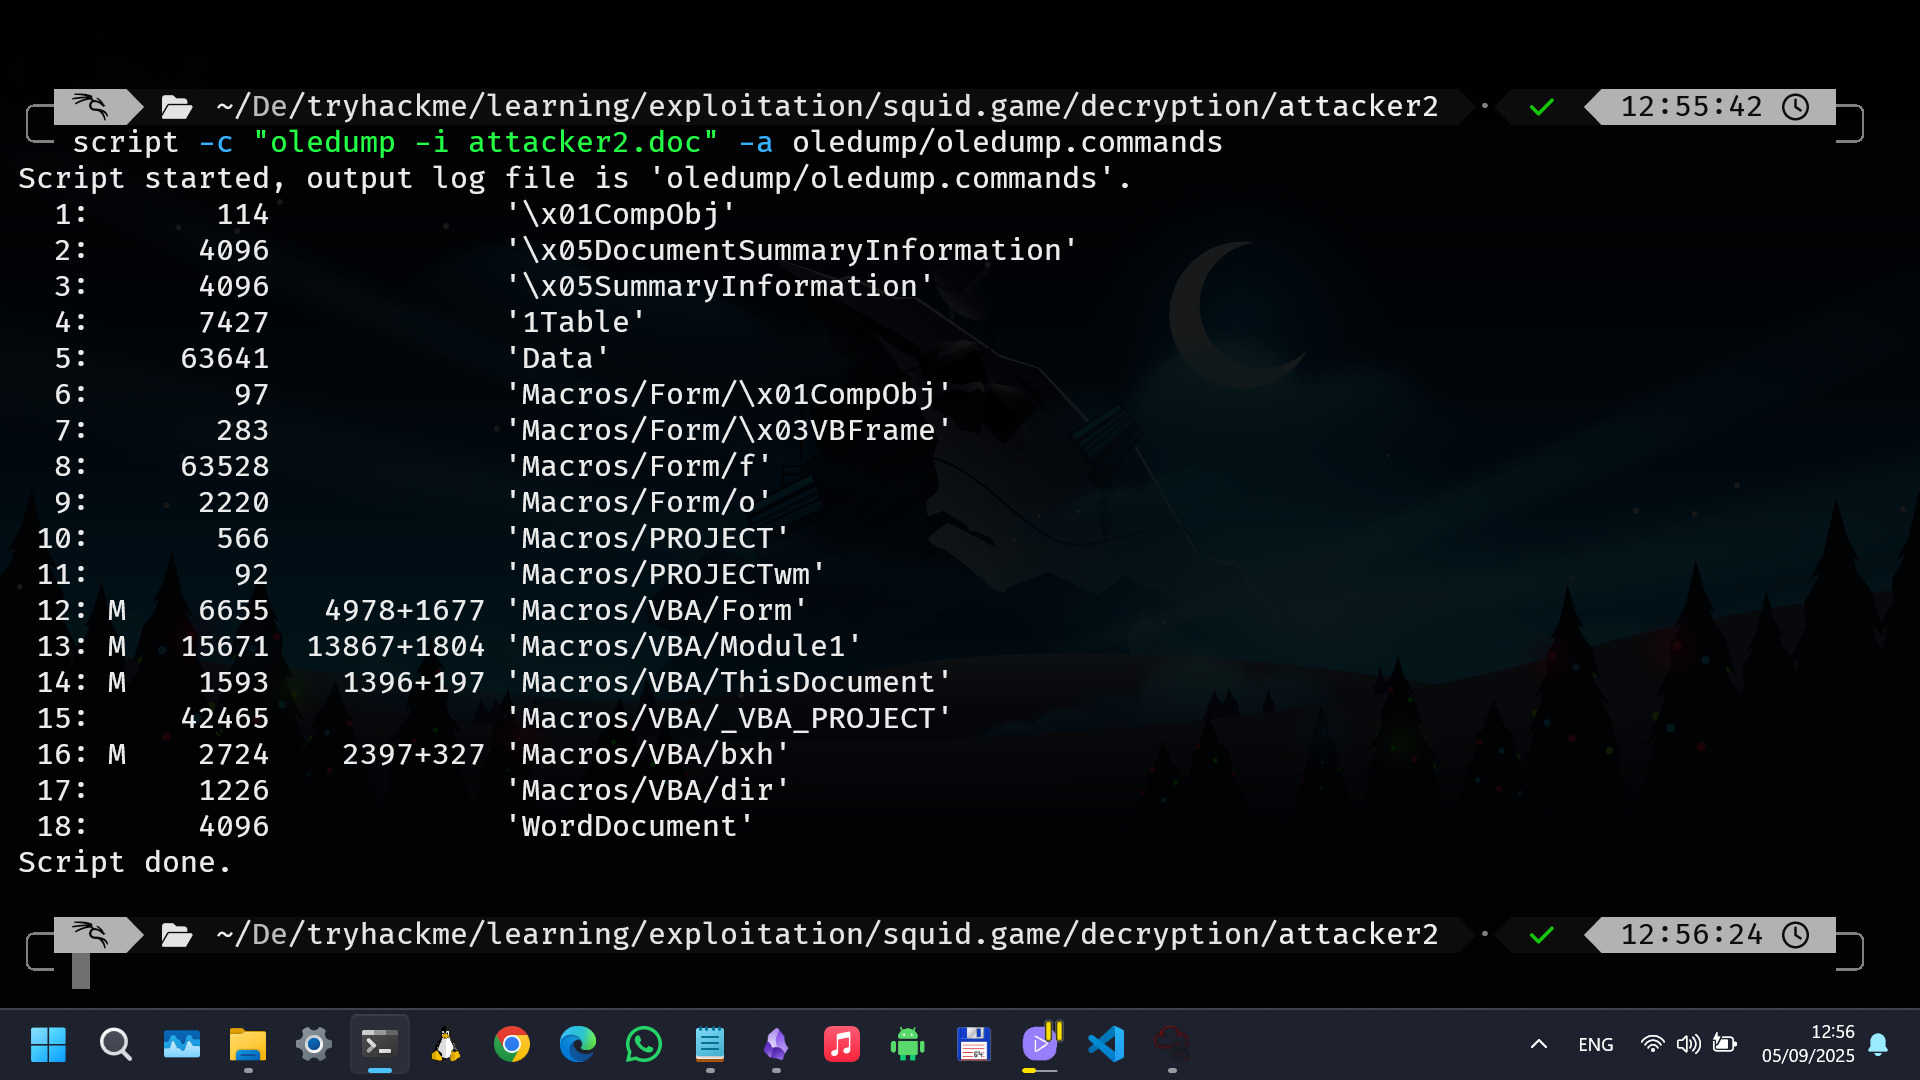 ~/De/tryhackme/learning/exploitation/squid.game/decryption/attacker2 12:55:42
script -c "oledump -i attacker2.doc" -a oledump/oledump.commands
Script started, output log file is 'oledump/oledump.commands'.
1: 114 '\x01CompObj'
2: 4096 '\x05DocumentSummaryInformation'
3: 4096 '\x05SummaryInformation'
4: 7427 '1Table'
5: 63641 'Data'
6: 97 'Macros/Form/\x01CompObj'
7: 283 'Macros/Form/\x03VBFrame'
8: 63528 'Macros/Form/f'
9: 2220 'Macros/Form/o'
10: 566 'Macros/PROJECT'
11: 92 'Macros/PROJECTwm'
12: M 6655 4978+1677 'Macros/VBA/Form'
13: M 15671 13867+1804 'Macros/VBA/Module1'
14: M 1593 1396+197 'Macros/VBA/ThisDocument'
15: 42465 'Macros/VBA/_VBA_PROJECT'
16: M 2724 2397+327 'Macros/VBA/bxh'
17: 1226 'Macros/VBA/dir'
18: 4096 'WordDocument'
Script done.
~/De/tryhackme/learning/exploitation/squid.game/decryption/attacker2 12:56:24
ENG
12:56
05/09/2025